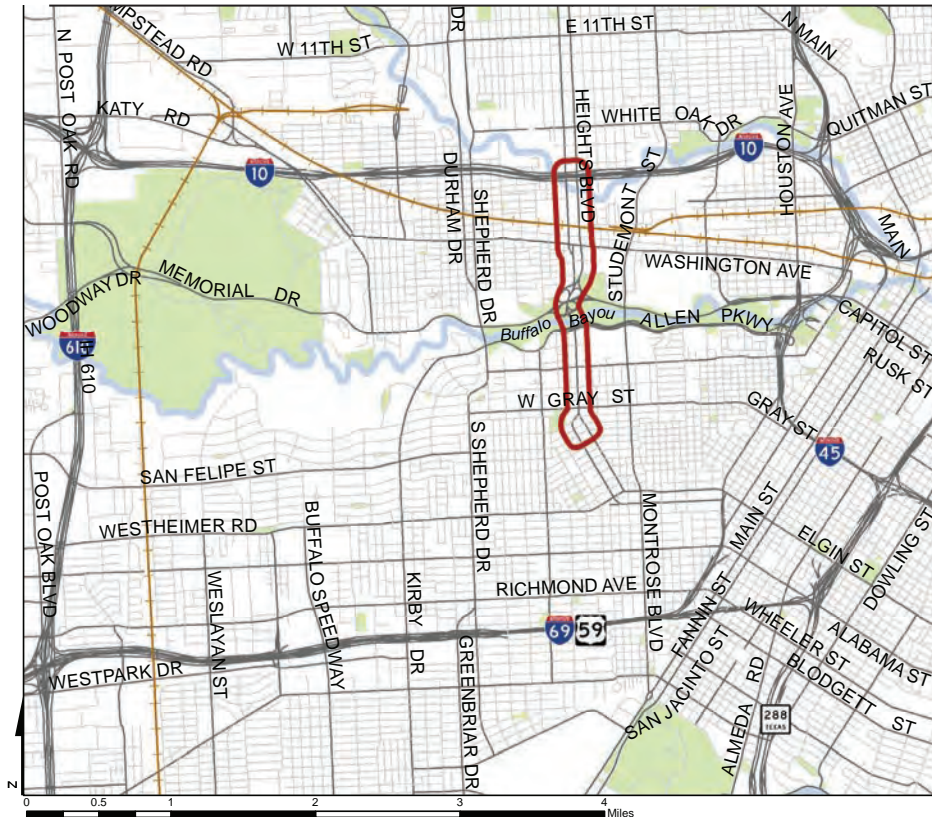 N POST OAK RD
MPSTEAD RD
W 11TH ST
DR
E 11TH ST
N MAIN
KATY RD
HEIGHTS BLVD
WHITE OAK DR
HOUSTON AVE
QUITMAN ST
10
10
DURHAM DR
SHEPHERD DR
STUDEMONT ST
MAIN
WASHINGTON AVE
WOODWAY DR
MEMORIAL DR
Buffalo Bayou
ALLEN PKWY
CAPITOL ST
RUSK ST
610
IH 610
W GRAY ST
GRAY ST
45
S SHEPHERD DR
SAN FELIPE ST
POST OAK BLVD
WESTHEIMER RD
BUFFALO SPEEDWAY
MONTROSE BLVD
MAIN ST
ELGIN ST
DOWLING ST
WESLAYAN ST
KIRBY DR
RICHMOND AVE
FANNIN ST
WHEELER ST
ALABAMA ST
69
59
WESTPARK DR
GREENBRIAR DR
SAN JACINTO ST
ALMEDA RD
BLODGETT ST
288
TEXAS
Z
0 0.5 1 2 3 4
Miles